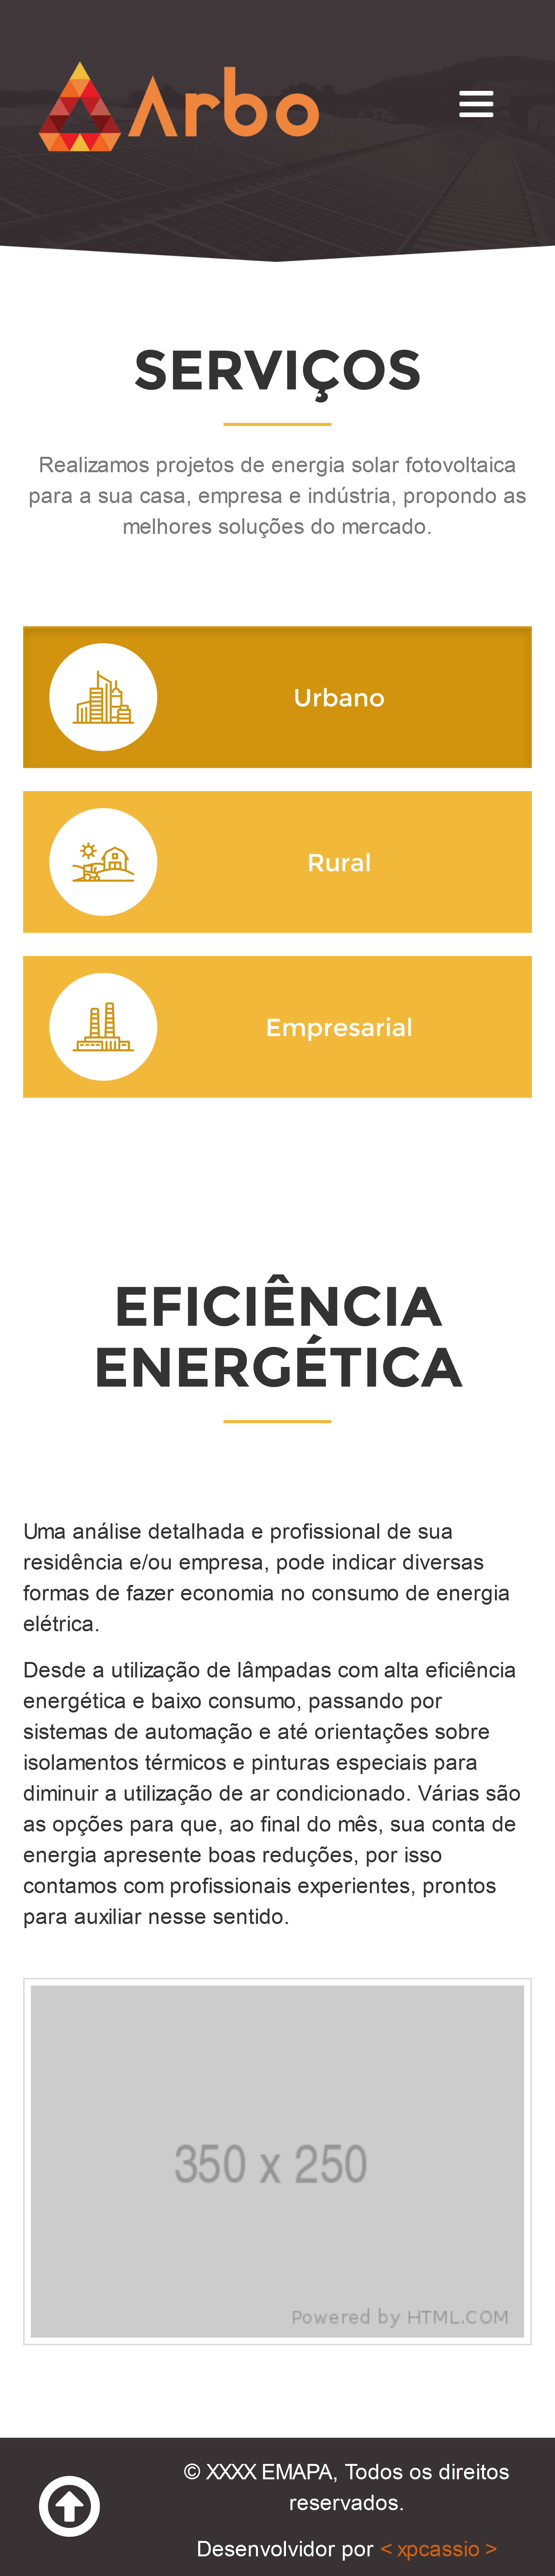 Arbo
SERVIÇOS
Realizamos projetos de energia solar fotovoltaica
para a sua casa, empresa e indústria, propondo as
melhores soluções do mercado.
Urbano
Rural
Empresarial
EFICIÊNCIA
ENERGÉTICA
Uma análise detalhada e profissional de sua
residência e/ou empresa, pode indicar diversas
formas de fazer economia no consumo de energia
elétrica.
Desde a utilização de lâmpadas com alta eficiência
energética e baixo consumo, passando por
sistemas de automação e até orientações sobre
isolamentos térmicos e pinturas especiais para
diminuir a utilização de ar condicionado. Várias são
as opções para que, ao final do mês, sua conta de
energia apresente boas reduções, por isso
contamos com profissionais experientes, prontos
para auxiliar nesse sentido.
350 x 250
Powered by HTML.COM
© XXXX EMAPA, Todos os direitos
reservados.
Desenvolvidor por < xpcassio >